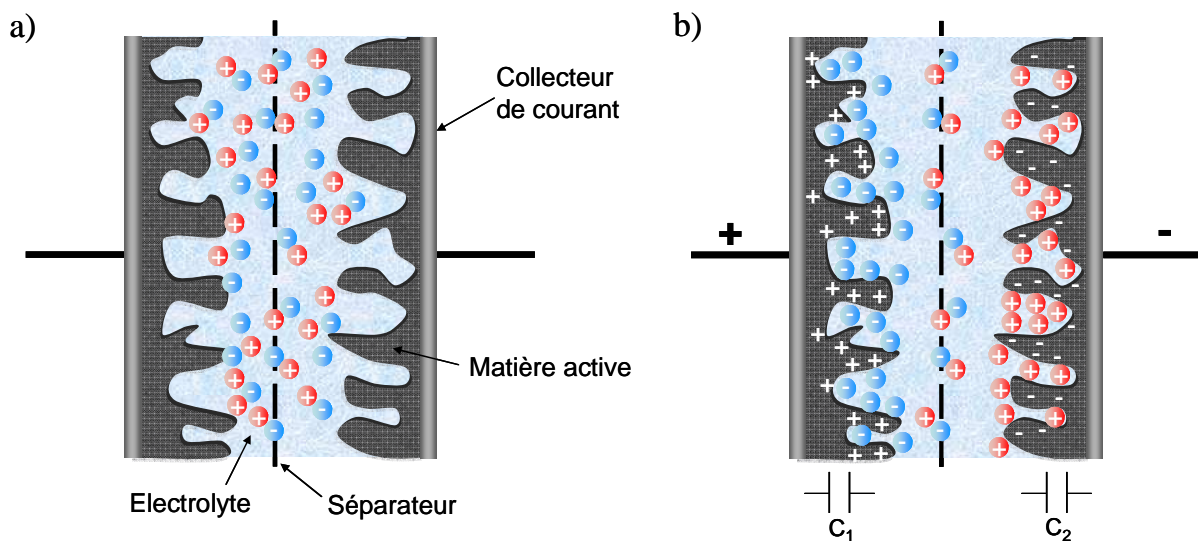 a)
Collecteur
de courant
Matière active
Electrolyte
Séparateur
b)
+
-
C₁
C₂